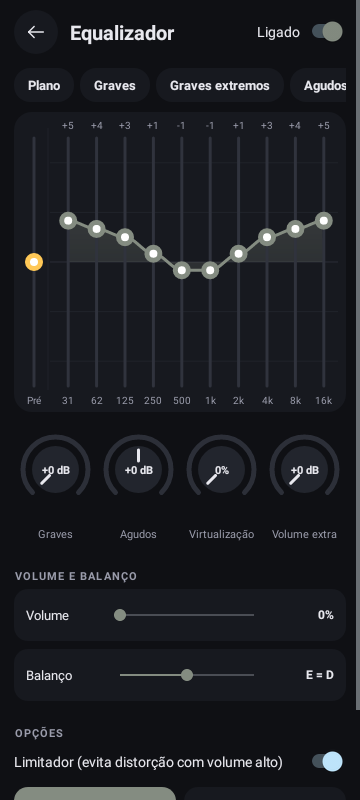 Equalizador
Ligado
Plano
Graves
Graves extremos
Agudos
+5 +4 +3 +1 -1 -1 +1 +3 +4 +5
Pré 31 62 125 250 500 1k 2k 4k 8k 16k
+0 dB +0 dB 0% +0 dB
Graves Agudos Virtualização Volume extra
VOLUME E BALANÇO
Volume 0%
Balanço E = D
OPÇÕES
Limitador (evita distorção com volume alto)